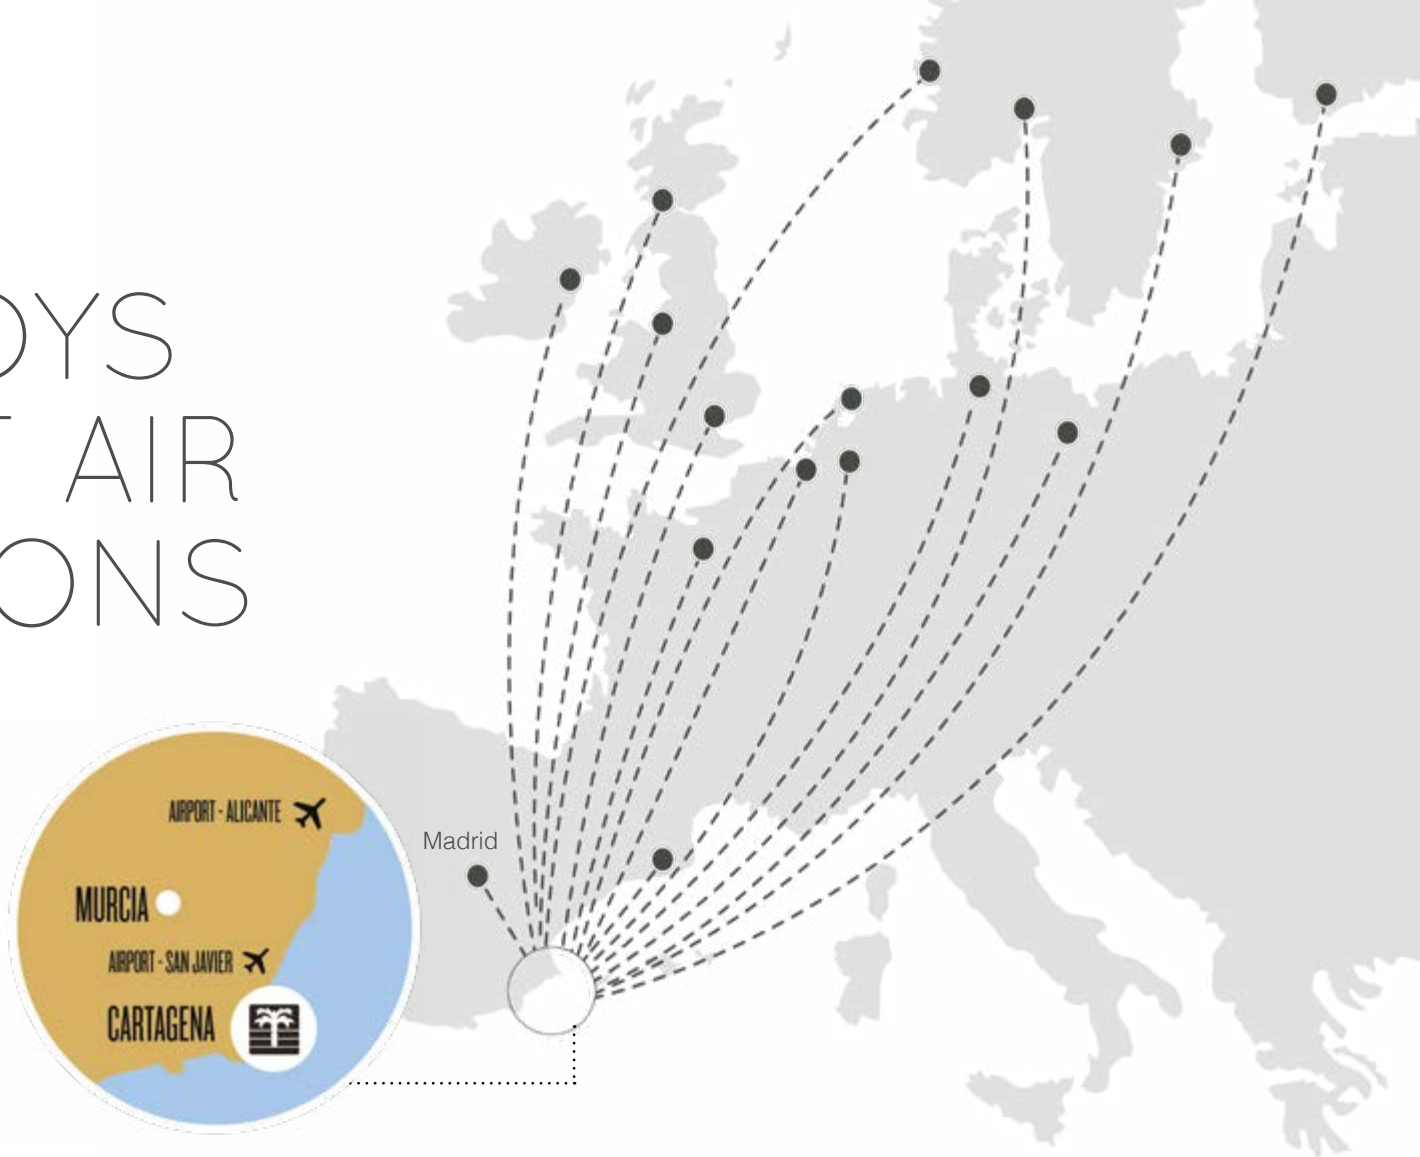 OYS
T AIR
ONS
Madrid
AIRPORT - ALICANTE
MURCIA
AIRPORT - SAN JAVIER
CARTAGENA